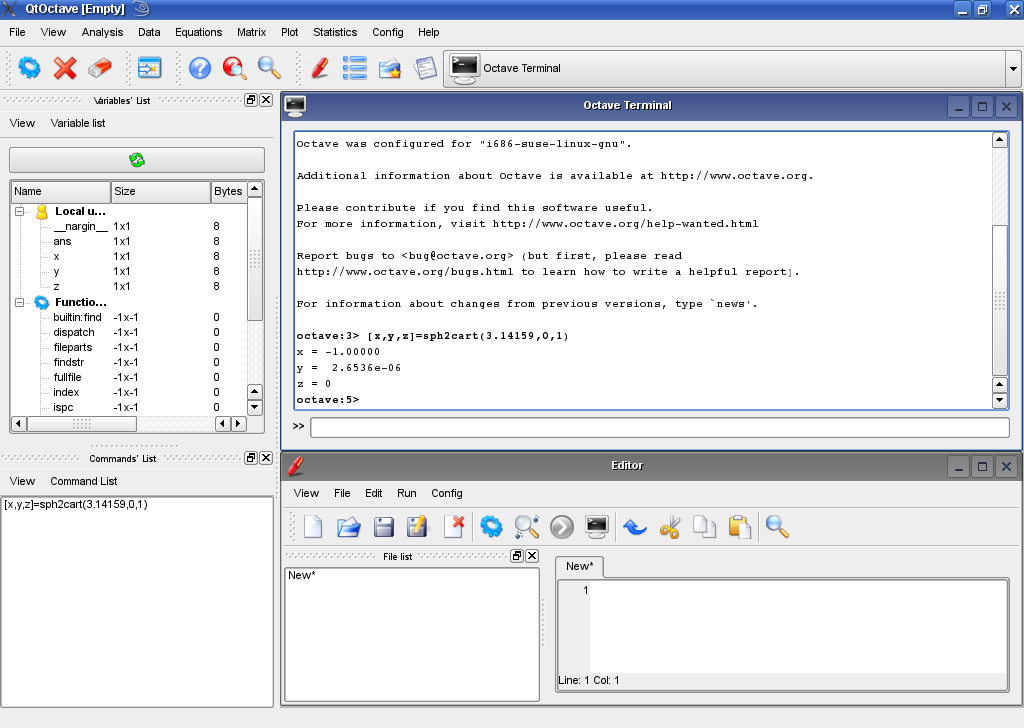 QtOctave [Empty]
File View Analysis Data Equations Matrix Plot Statistics Config Help
Octave Terminal
Variables' List
View Variable list
Name Size Bytes
Local u...
__nargin__ 1x1 8
ans 1x1 8
x 1x1 8
y 1x1 8
z 1x1 8
Functio...
builtin:find -1x-1 0
dispatch -1x-1 0
fileparts -1x-1 0
findstr -1x-1 0
fullfile -1x-1 0
index -1x-1 0
ispc -1x-1 0
Commands' List
View Command List
[x,y,z]=sph2cart(3.14159,0,1)
Octave Terminal
Octave was configured for "i686-suse-linux-gnu".
Additional information about Octave is available at http://www.octave.org.
Please contribute if you find this software useful.
For more information, visit http://www.octave.org/help-wanted.html
Report bugs to <bug@octave.org> (but first, please read
http://www.octave.org/bugs.html to learn how to write a helpful report).
For information about changes from previous versions, type `news'.
octave:3> [x,y,z]=sph2cart(3.14159,0,1)
x = -1.00000
y =  2.6536e-06
z = 0
octave:5>
>>
Editor
View File Edit Run Config
File list
New*
New*
1
Line: 1 Col: 1